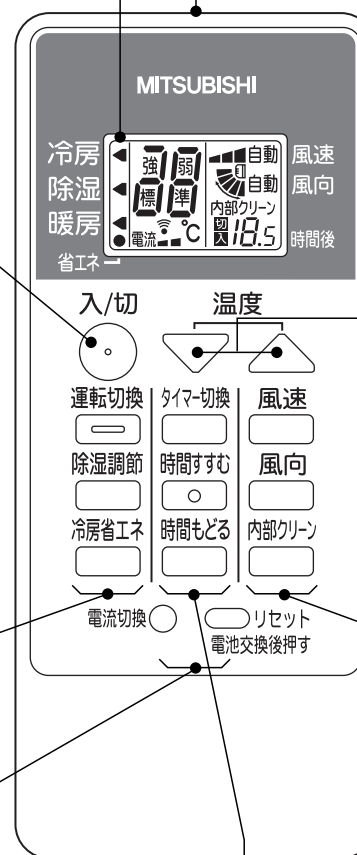 MITSUBISHI
冷房
除湿
暖房
省エネ
強 弱
標 準
電流 ℃
自動 風速
自動 風向
内部クリーン
切 入 18.5 時間後
入/切 温度
運転切換 タイマー切換 風速
除湿調節 時間すすむ 風向
冷房省エネ 時間もどる 内部クリーン
電流切換 リセット
電池交換後押す